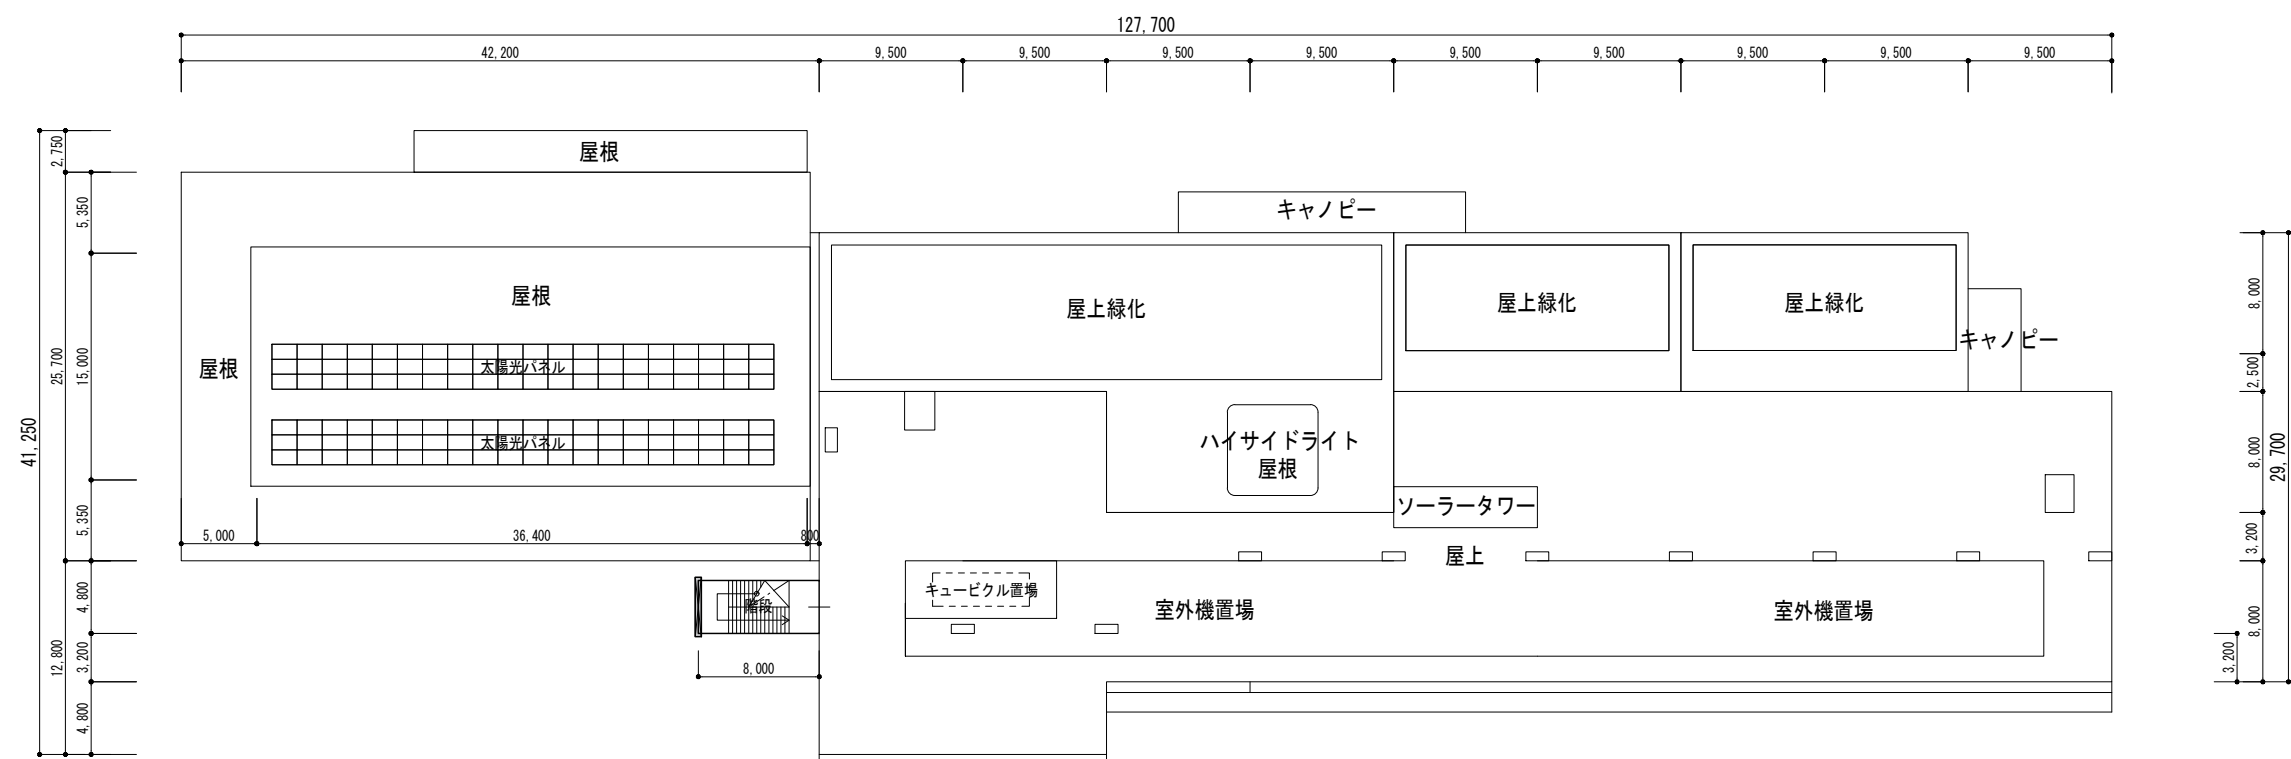 127,700
42,200
9,500
9,500
9,500
9,500
9,500
9,500
9,500
9,500
9,500
2,750
屋根
5,350
キャノピー
屋根
屋上緑化
屋上緑化
屋上緑化
8,000
キャノピー
屋根
太陽光パネル
25,700
15,000
2,500
41,250
太陽光パネル
ハイサイドライト
屋根
8,000
29,700
ソーラータワー
5,350
5,000
36,400
800
屋上
3,200
キュービクル置場
4,800
階段
室外機置場
室外機置場
8,000
12,800
3,200
8,000
3,200
4,800